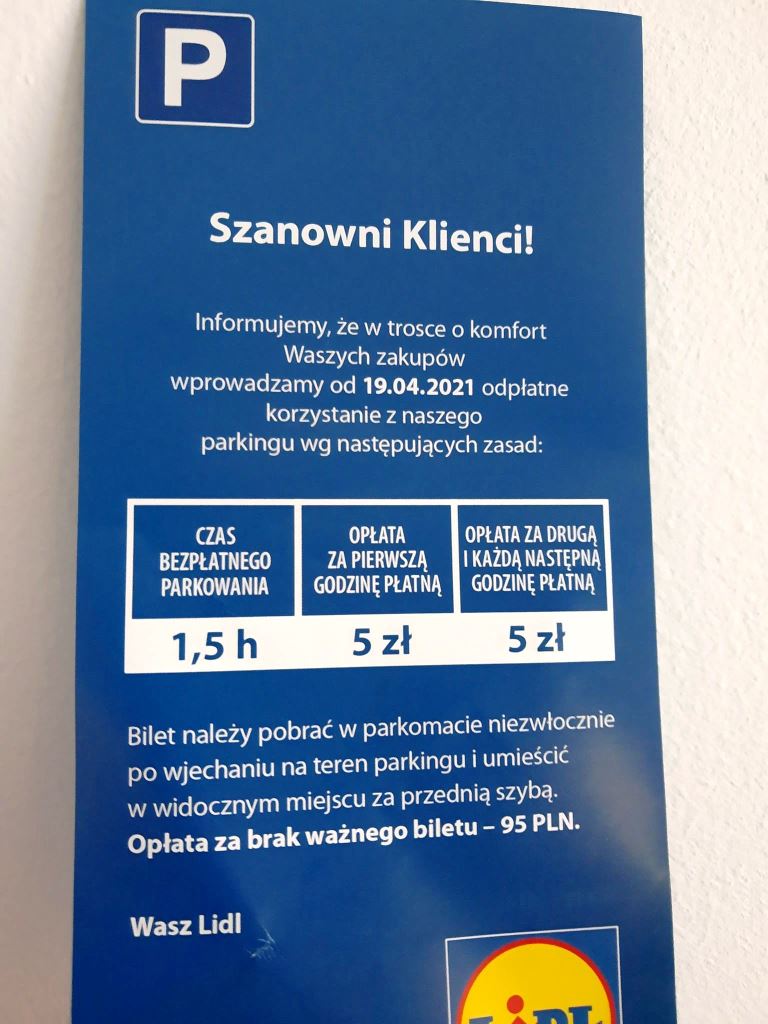 P
Szanowni Klienci!
Informujemy, że w trosce o komfort
Waszych zakupów
wprowadzamy od 19.04.2021 odpłatne
korzystanie z naszego
parkingu wg następujących zasad:
CZAS
BEZPŁATNEGO
PARKOWANIA
OPŁATA
ZA PIERWSZĄ
GODZINĘ PŁATNĄ
OPŁATA ZA DRUGĄ
I KAŻDĄ NASTĘPNĄ
GODZINĘ PŁATNĄ
1,5 h
5 zł
5 zł
Bilet należy pobrać w parkomacie niezwłocznie
po wjechaniu na teren parkingu i umieścić
w widocznym miejscu za przednią szybą.
Opłata za brak ważnego biletu – 95 PLN.
Wasz Lidl
LiDL